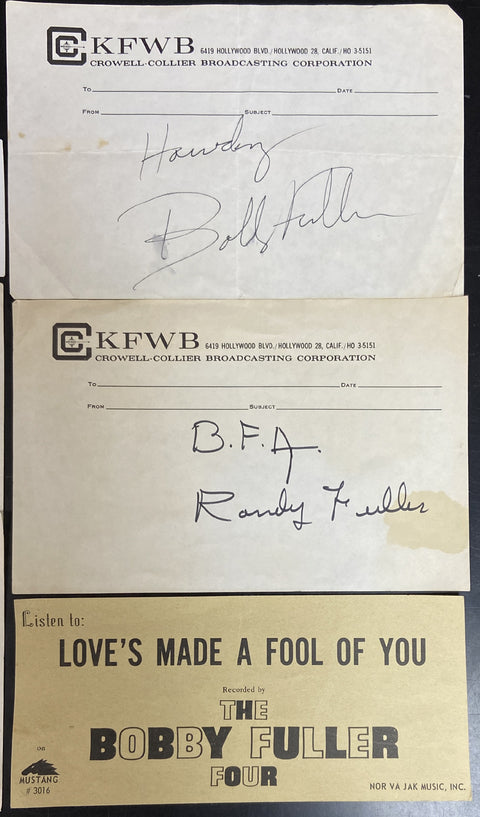 KFWB 6419 HOLLYWOOD BLVD./HOLLYWOOD 28, CALIF./HO 3-5151
CROWELL-COLLIER BROADCASTING CORPORATION
To DATE
FROM SUBJECT
Howdy
Bobby Fuller
KFWB 6419 HOLLYWOOD BLVD./HOLLYWOOD 28, CALIF./HO 3-5151
CROWELL-COLLIER BROADCASTING CORPORATION
To DATE
FROM SUBJECT
B.F.A.
Randy Fuller
Listen to:
LOVE'S MADE A FOOL OF YOU
Recorded by
THE
BOBBY FULLER
FOUR
on
MUSTANG
# 3016
NOR VA JAK MUSIC, INC.